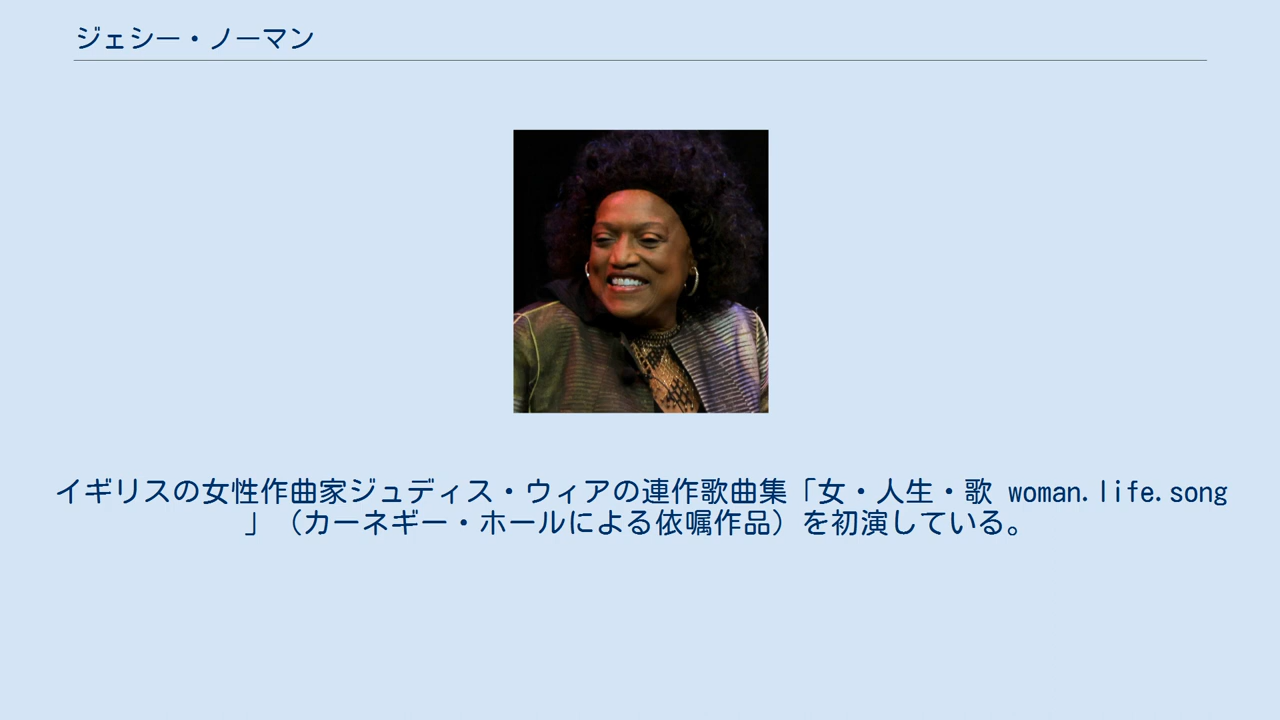 ジェシー・ノーマン
イギリスの女性作曲家ジュディス・ウィアの連作歌曲集「女・人生・歌 woman.life.song
」（カーネギー・ホールによる依嘱作品）を初演している。